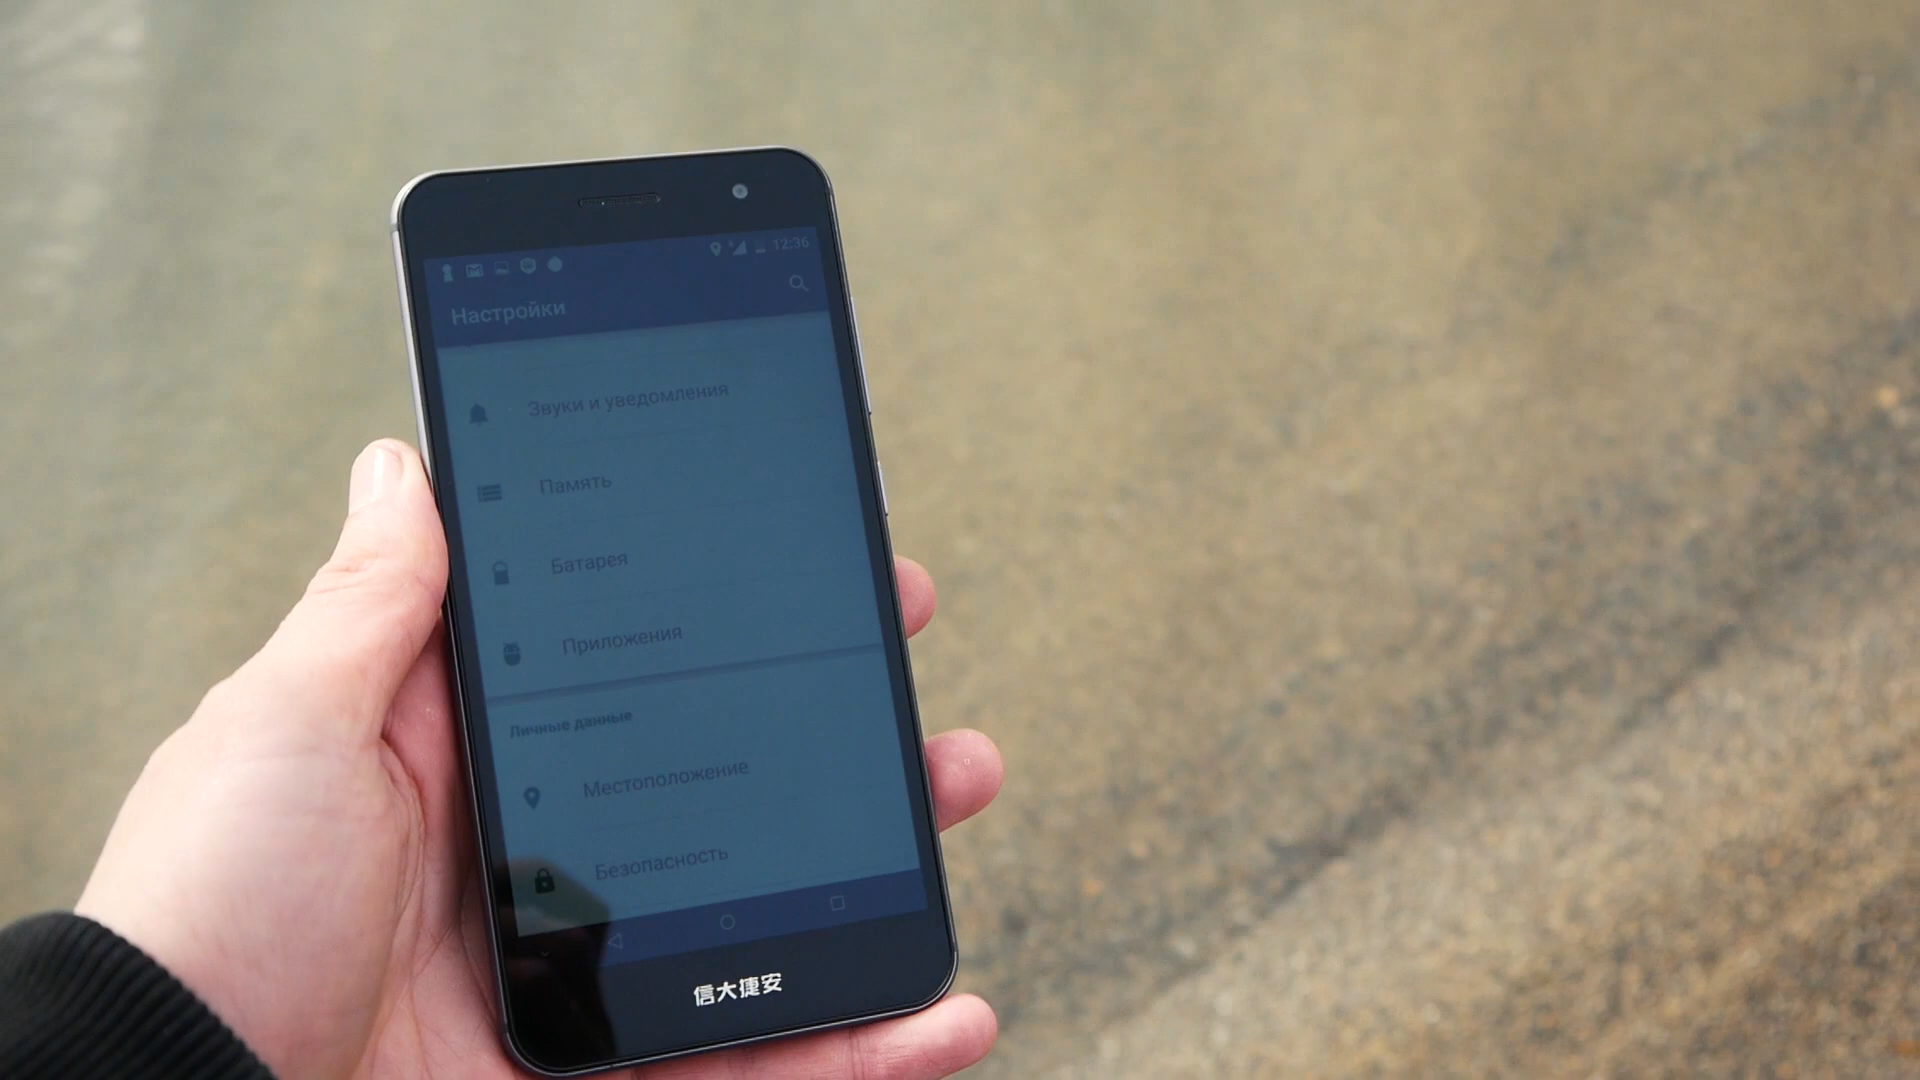 12:36
Настройки
Звуки и уведомления
Память
Батарея
Приложения
Личные данные
Местоположение
Безопасность
信大捷安